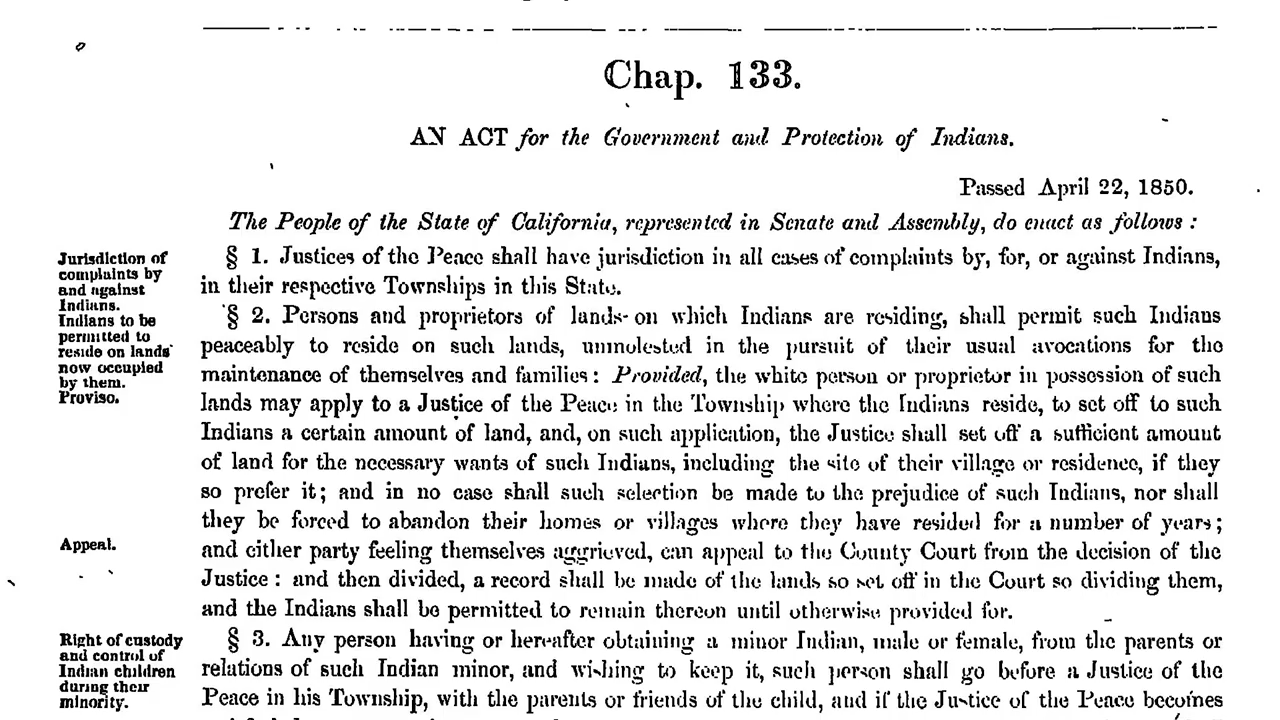 Chap. 133.
AN ACT for the Government and Protection of Indians.
Passed April 22, 1850.
The People of the State of California, represented in Senate and Assembly, do enact as follows :
Jurisdiction of
complaints by
and against
Indians.
§ 1. Justices of the Peace shall have jurisdiction in all cases of complaints by, for, or against Indians,
in their respective Townships in this State.
Indians to be
permitted to
reside on lands
now occupied
by them.
Proviso.
§ 2. Persons and proprietors of lands on which Indians are residing, shall permit such Indians
peaceably to reside on such lands, unmolested in the pursuit of their usual avocations for the
maintenance of themselves and families : Provided, the white person or proprietor in possession of such
lands may apply to a Justice of the Peace in the Township where the Indians reside, to set off to such
Indians a certain amount of land, and, on such application, the Justice shall set off a sufficient amount
of land for the necessary wants of such Indians, including the site of their village or residence, if they
so prefer it ; and in no case shall such selection be made to the prejudice of such Indians, nor shall
they be forced to abandon their homes or villages where they have resided for a number of years ;
Appeal.
and either party feeling themselves aggrieved, can appeal to the County Court from the decision of the
Justice : and then divided, a record shall be made of the lands so set off in the Court so dividing them,
and the Indians shall be permitted to remain thereon until otherwise provided for.
Right of custody
and control of
Indian children
during their
minority.
§ 3. Any person having or hereafter obtaining a minor Indian, male or female, from the parents or
relations of such Indian minor, and wishing to keep it, such person shall go before a Justice of the
Peace in his Township, with the parents or friends of the child, and if the Justice of the Peace becomes